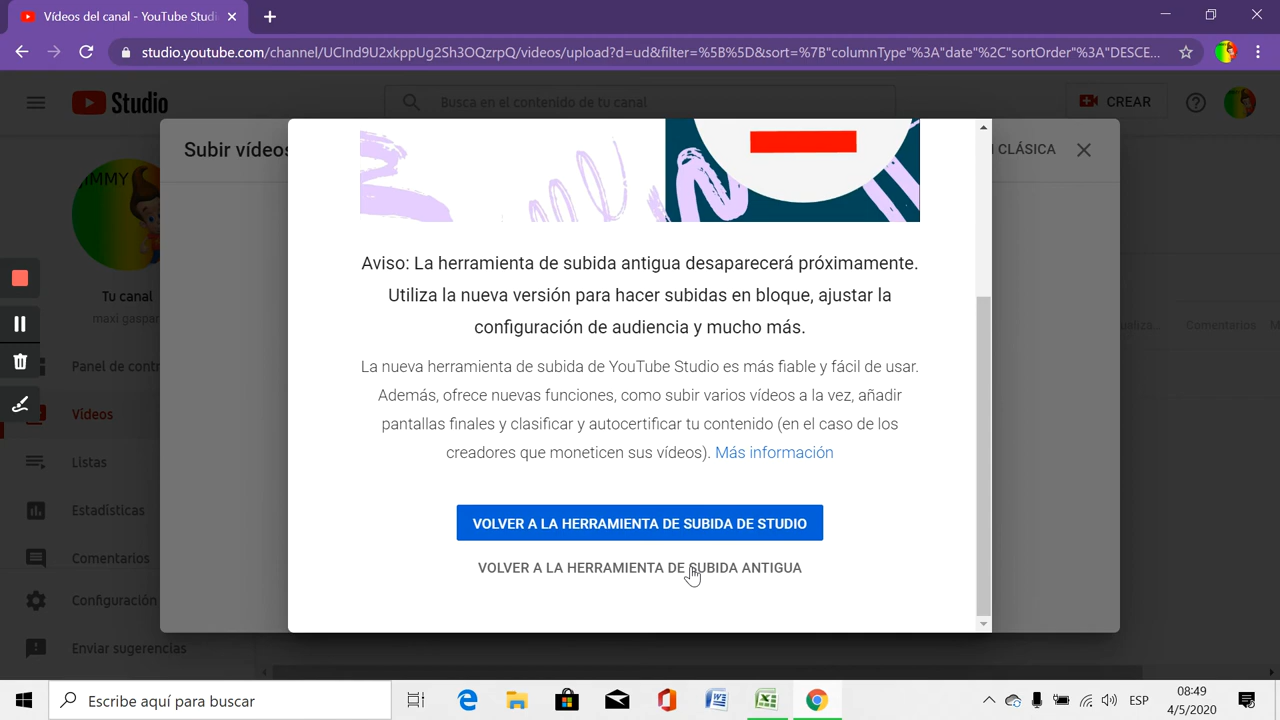 Vídeos del canal - YouTube Studi
studio.youtube.com/channel/UCInd9U2xkppUg2Sh3OQzrpQ/videos/upload?d=ud&filter=%5B%5D&sort=%7B"columnType"%3A"date"%2C"sortOrder"%3A"DESCE...
Studio
Busca en el contenido de tu canal
CREAR
Subir vídeos
CLÁSICA
IMMY
Tu canal
maxi gaspar
Panel de contr
Vídeos
Listas
Estadísticas
Comentarios
Configuración
Enviar sugerencias
Aviso: La herramienta de subida antigua desaparecerá próximamente.
Utiliza la nueva versión para hacer subidas en bloque, ajustar la
configuración de audiencia y mucho más.
La nueva herramienta de subida de YouTube Studio es más fiable y fácil de usar.
Además, ofrece nuevas funciones, como subir varios vídeos a la vez, añadir
pantallas finales y clasificar y autocertificar tu contenido (en el caso de los
creadores que moneticen sus vídeos). Más información
VOLVER A LA HERRAMIENTA DE SUBIDA DE STUDIO
VOLVER A LA HERRAMIENTA DE SUBIDA ANTIGUA
Comentarios
Escribe aquí para buscar
ESP
08:49
4/5/2020